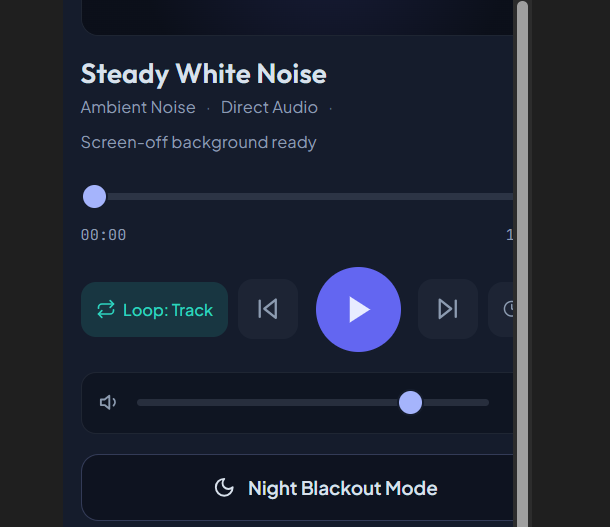 Steady White Noise
Ambient Noise · Direct Audio ·
Screen-off background ready
00:00
Loop: Track
Night Blackout Mode